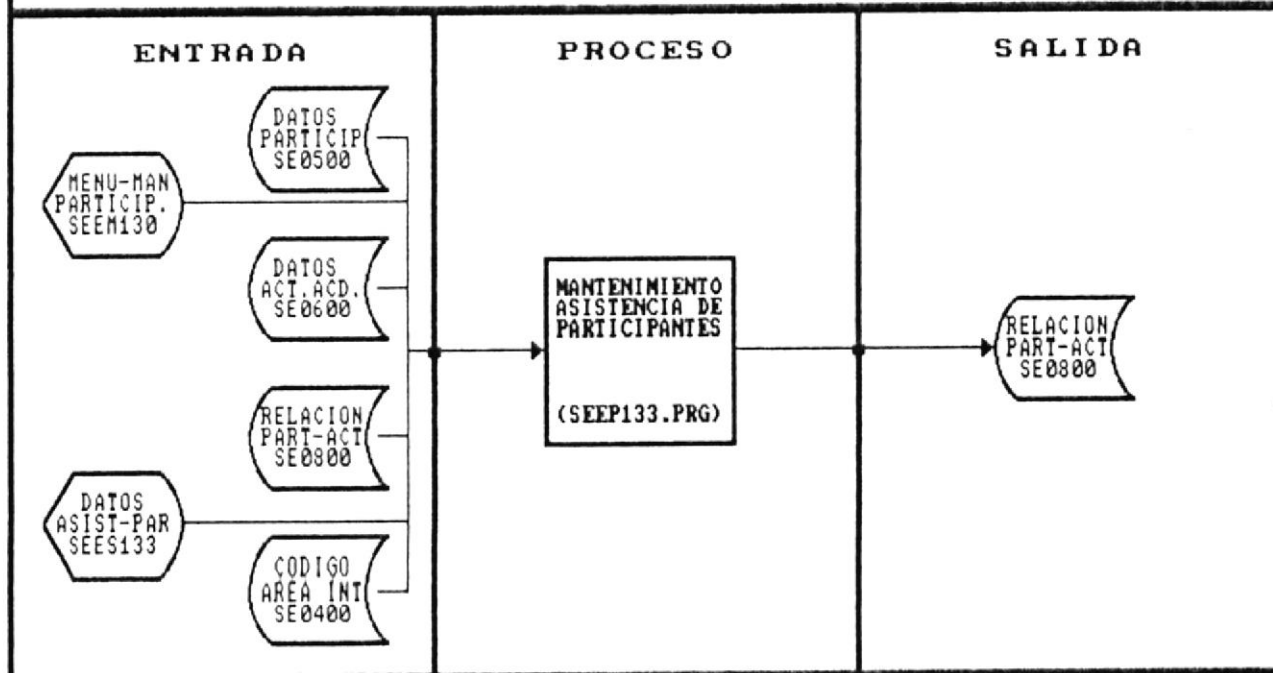 ENTRADA
PROCESO
SALIDA
DATOS
PARTICIP
SE0500
MENU-MAN
PARTICIP.
SEEM130
DATOS
ACT.ACD.
SE0600
RELACION
PART-ACT
SE0800
DATOS
ASIST-PAR
SEES133
CODIGO
AREA INT
SE0400
MANTENIMIENTO
ASISTENCIA DE
PARTICIPANTES
(SEEP133.PRG)
RELACION
PART-ACT
SE0800